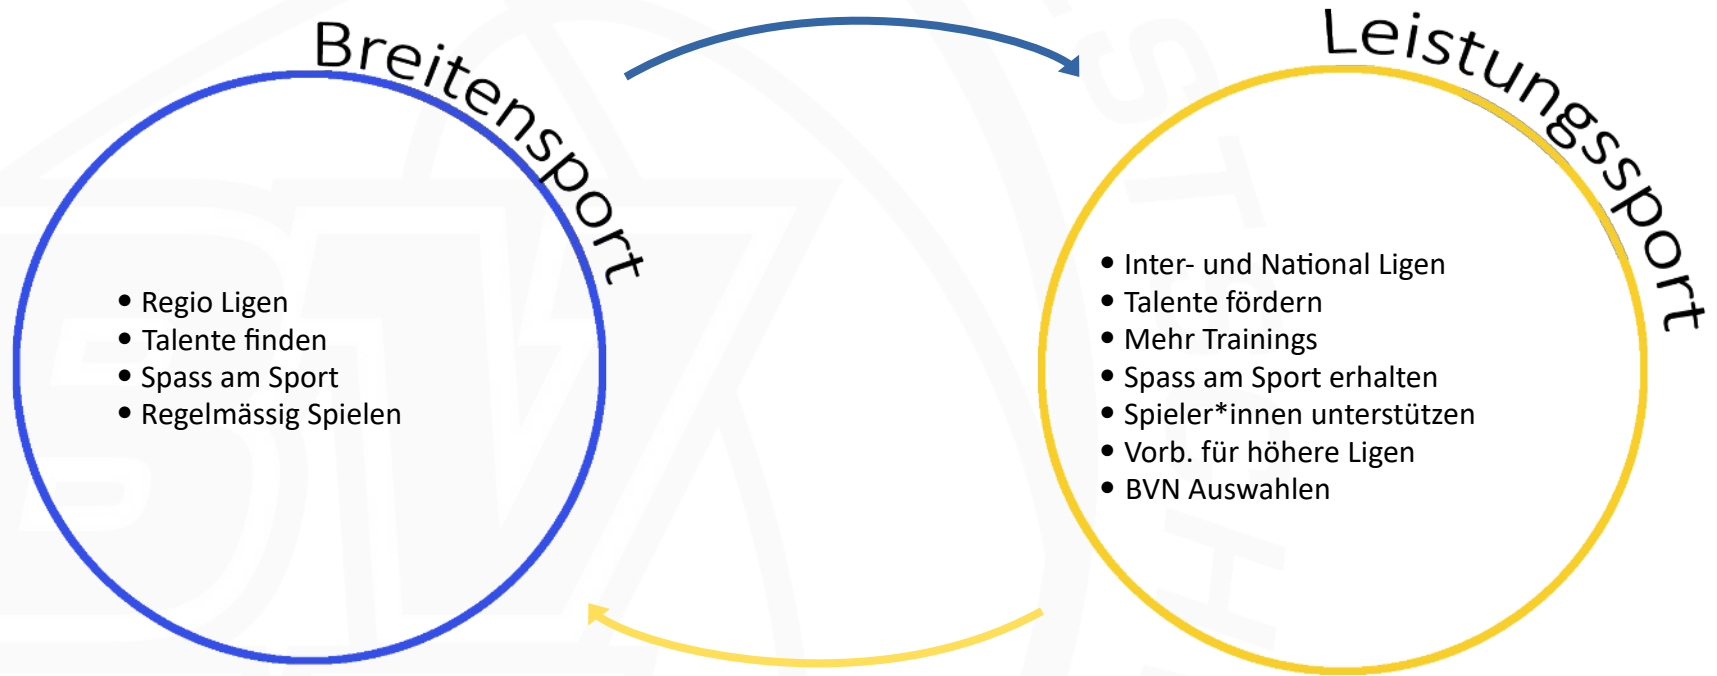 Breitensport
• Regio Ligen
• Talente finden
• Spass am Sport
• Regelmässig Spielen
Leistungssport
• Inter- und National Ligen
• Talente fördern
• Mehr Trainings
• Spass am Sport erhalten
• Spieler*innen unterstützen
• Vorb. für höhere Ligen
• BVN Auswahlen